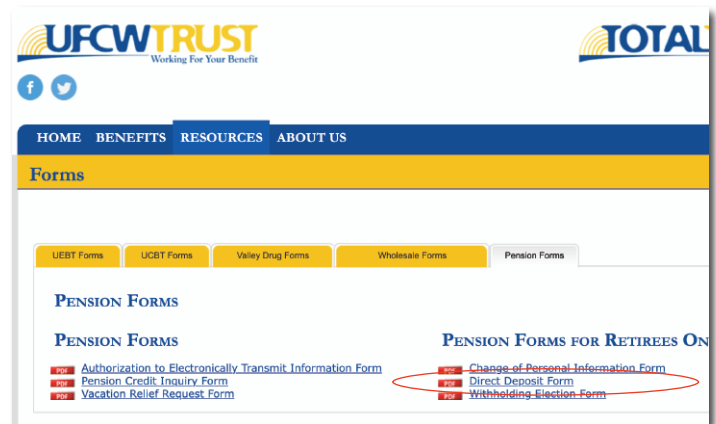 UFCWTRUST
Working For Your Benefit
TOTAL
f
HOME BENEFITS RESOURCES ABOUT US
Forms
UEBT Forms UCBT Forms Valley Drug Forms Wholesale Forms Pension Forms
PENSION FORMS
PENSION FORMS
PDF Authorization to Electronically Transmit Information Form
PDF Pension Credit Inquiry Form
PDF Vacation Relief Request Form
PENSION FORMS FOR RETIREES ON
PDF Change of Personal Information Form
PDF Direct Deposit Form
PDF Withholding Election Form